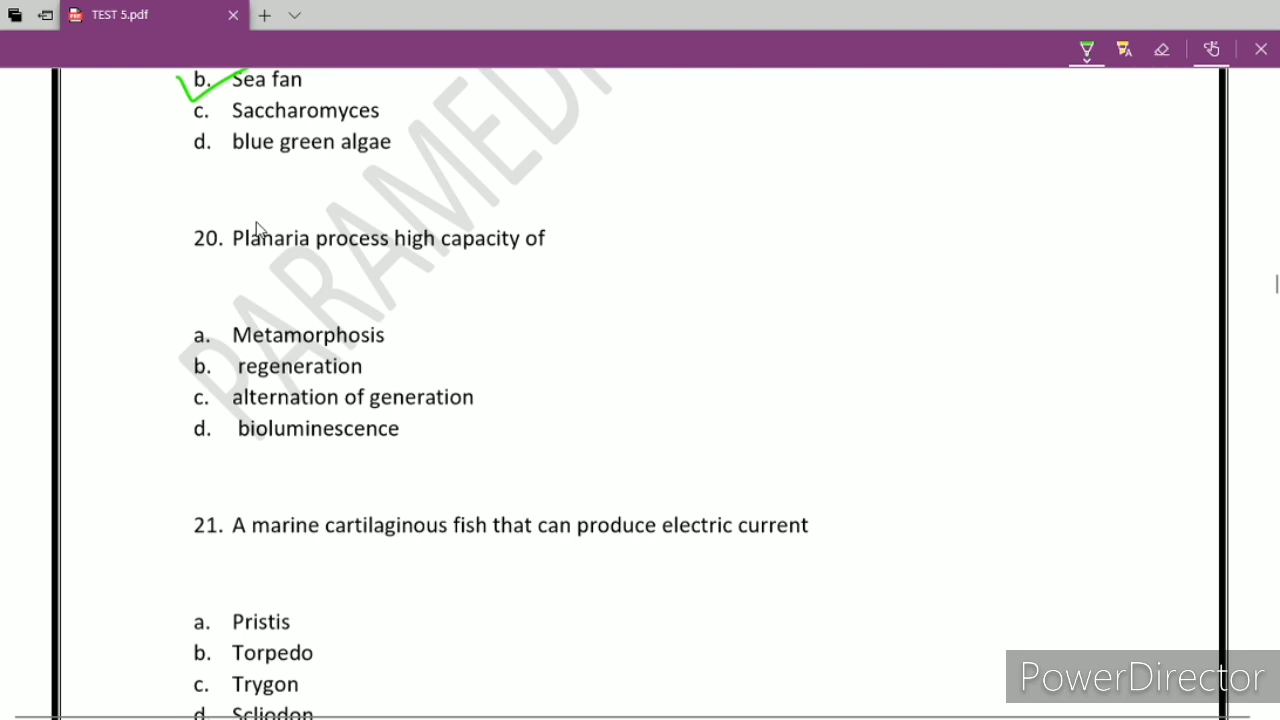 TEST 5.pdf
b. Sea fan
c. Saccharomyces
d. blue green algae
20. Planaria process high capacity of
a. Metamorphosis
b. regeneration
c. alternation of generation
d. bioluminescence
21. A marine cartilaginous fish that can produce electric current
a. Pristis
b. Torpedo
c. Trygon
d. Scliodon
PARAMEDI
PowerDirector